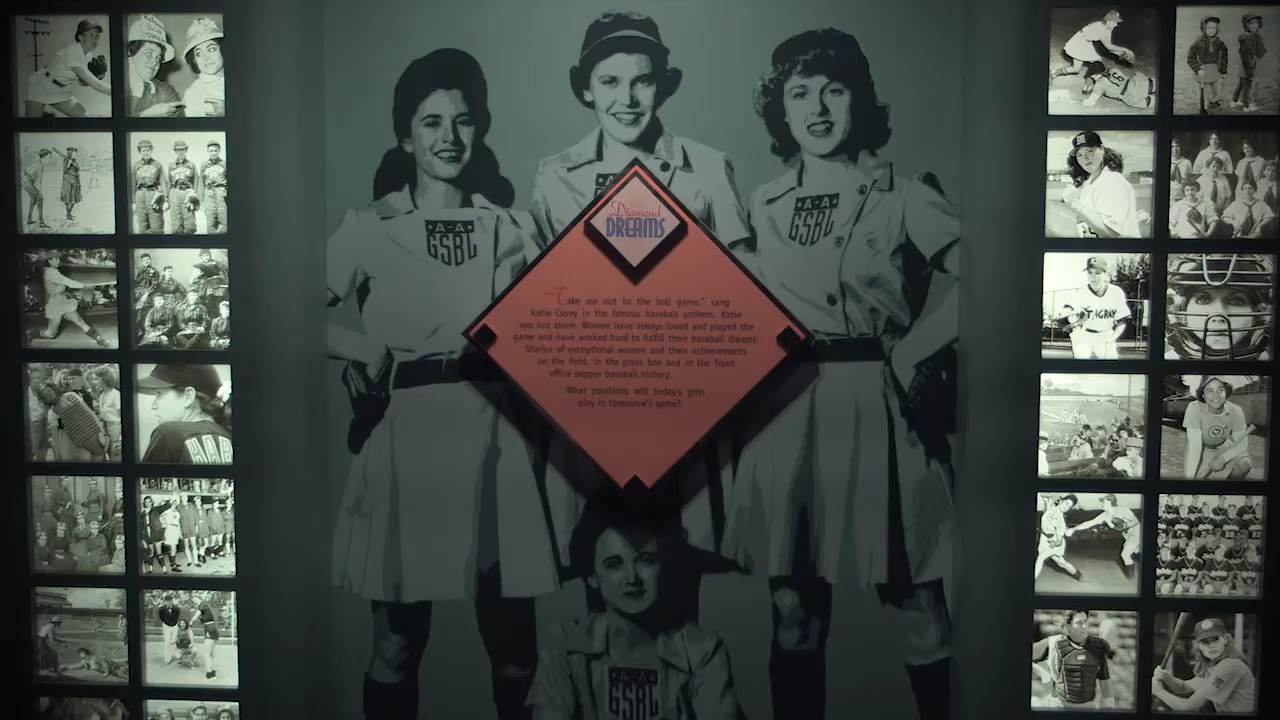 A-A
GSBL
A-A
GSBL
Diamond
DREAMS
Take me out to the ball game," sang
Katie Casey in the famous baseball anthem. Katie
was not alone. Women have always loved and played the
game and have worked hard to fulfill their baseball dreams.
Stories of exceptional women and their achievements
on the field, in the press box and in the front
office pepper baseball history.
What positions will today's girls
play in tomorrow's game?
A-A
GSBL